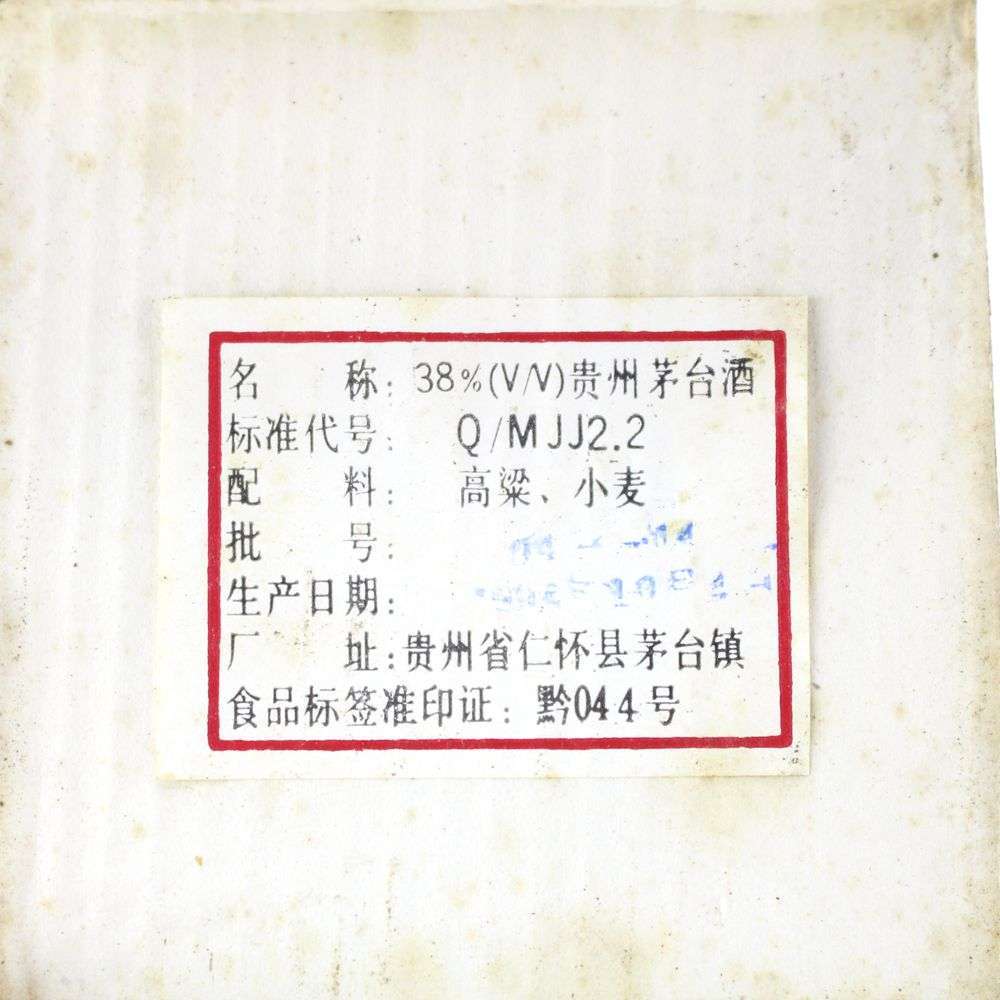 名 称: 38%(V/V)贵州茅台酒
标准代号: Q/MJJ2.2
配 料: 高粱、小麦
批 号:
生产日期:
厂 址:贵州省仁怀县茅台镇
食品标签准印证: 黔044号